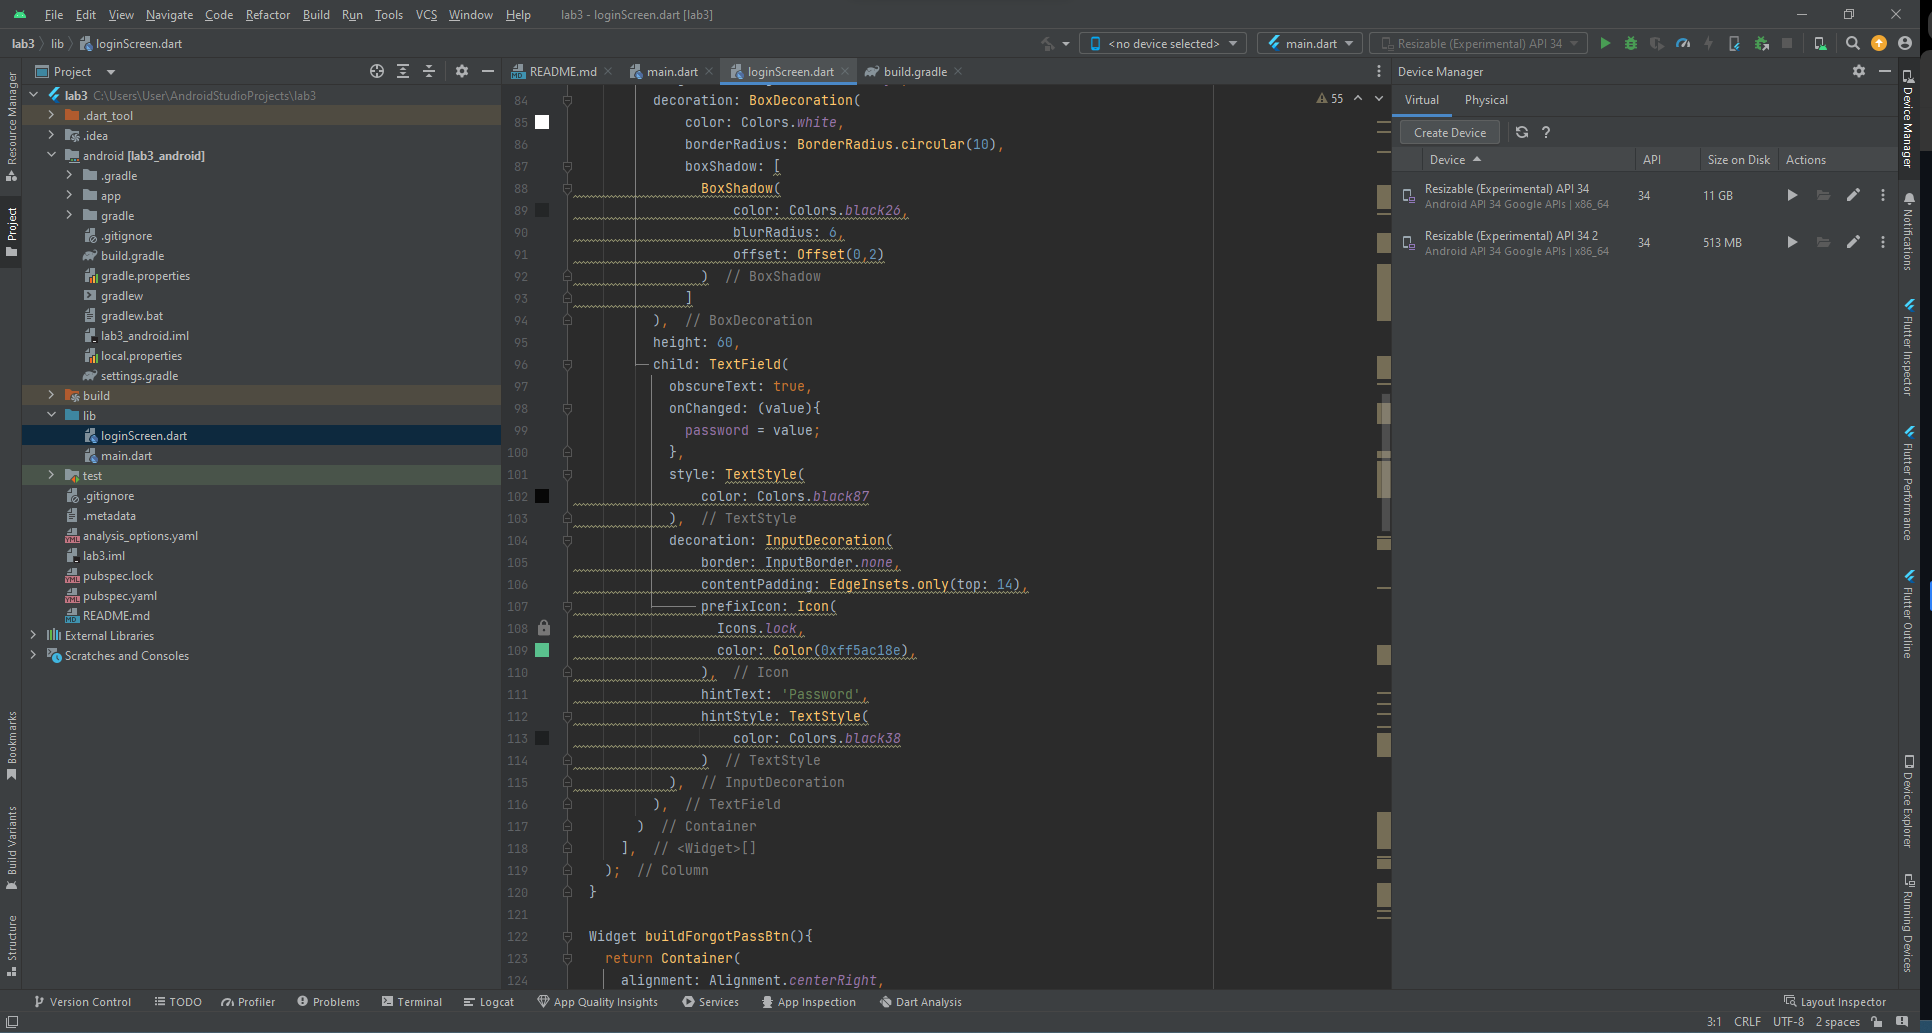 File Edit View Navigate Code Refactor Build Run Tools VCS Window Help lab3 - loginScreen.dart [lab3]
lab3 lib loginScreen.dart <no device selected> main.dart Resizable (Experimental) API 34
Project README.md main.dart loginScreen.dart build.gradle Device Manager
lab3 C:\Users\User\AndroidStudioProjects\lab3
.dart_tool
.idea
android [lab3_android]
.gradle
app
gradle
.gitignore
build.gradle
gradle.properties
gradlew
gradlew.bat
lab3_android.iml
local.properties
settings.gradle
build
lib
loginScreen.dart
main.dart
test
.gitignore
.metadata
analysis_options.yaml
lab3.iml
pubspec.lock
pubspec.yaml
README.md
External Libraries
Scratches and Consoles
Resource Manager
Project
Bookmarks
Build Variants
Structure
55
84 decoration: BoxDecoration(
85 color: Colors.white,
86 borderRadius: BorderRadius.circular(10),
87 boxShadow: [
88 BoxShadow(
89 color: Colors.black26,
90 blurRadius: 6,
91 offset: Offset(0,2)
92 ) // BoxShadow
93 ]
94 ), // BoxDecoration
95 height: 60,
96 child: TextField(
97 obscureText: true,
98 onChanged: (value){
99 password = value;
100 },
101 style: TextStyle(
102 color: Colors.black87
103 ), // TextStyle
104 decoration: InputDecoration(
105 border: InputBorder.none,
106 contentPadding: EdgeInsets.only(top: 14),
107 prefixIcon: Icon(
108 Icons.lock,
109 color: Color(0xff5ac18e),
110 ), // Icon
111 hintText: 'Password',
112 hintStyle: TextStyle(
113 color: Colors.black38
114 ) // TextStyle
115 ), // InputDecoration
116 ), // TextField
117 ) // Container
118 ], // <Widget>[]
119 ); // Column
120 }
121
122 Widget buildForgotPassBtn(){
123 return Container(
124 alignment: Alignment.centerRight,
Virtual Physical
Create Device ?
Device API Size on Disk Actions
Resizable (Experimental) API 34 34 11 GB
Android API 34 Google APIs | x86_64
Resizable (Experimental) API 34 2 34 513 MB
Android API 34 Google APIs | x86_64
Device Manager
Notifications
Flutter Inspector
Flutter Performance
Flutter Outline
Device Explorer
Running Devices
Version Control TODO Profiler Problems Terminal Logcat App Quality Insights Services App Inspection Dart Analysis Layout Inspector
3:1 CRLF UTF-8 2 spaces